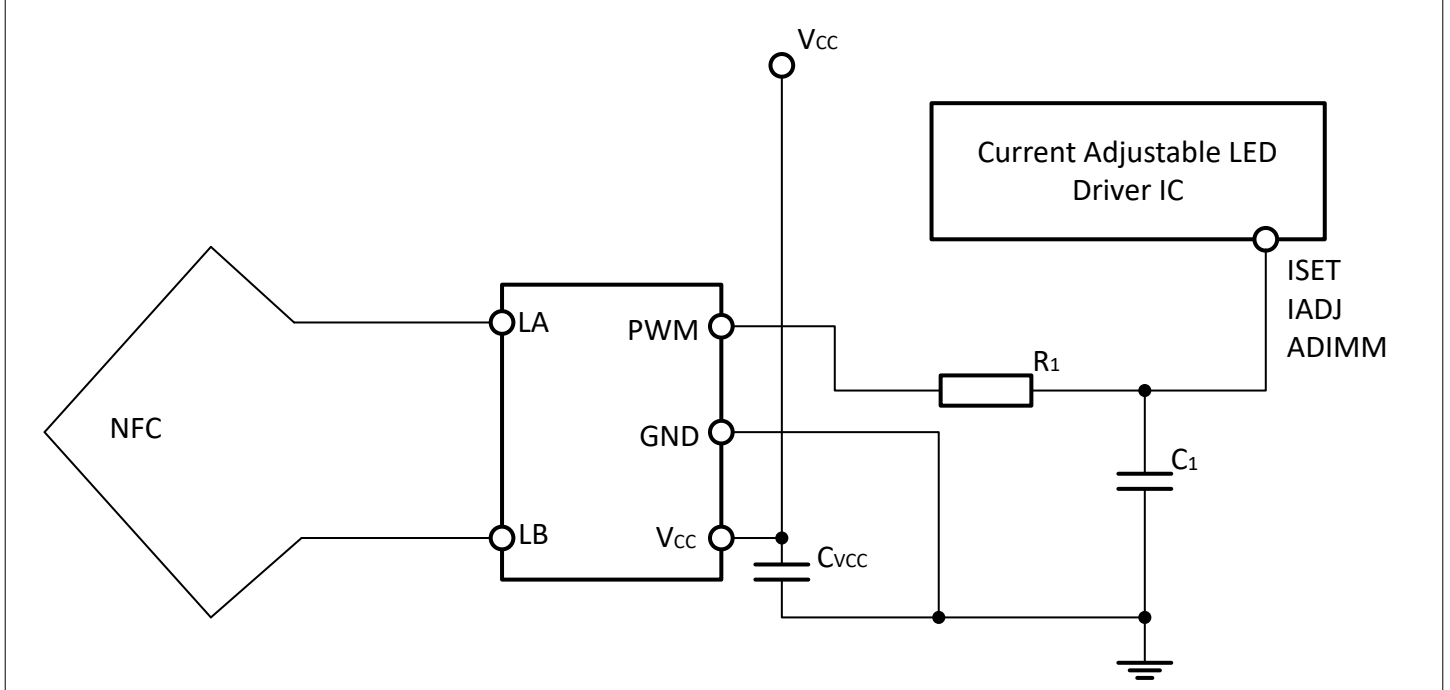 Vcc
Current Adjustable LED
Driver IC
ISET
IADJ
ADIMM
LA
PWM
R1
NFC
GND
C1
LB
Vcc
Cvcc